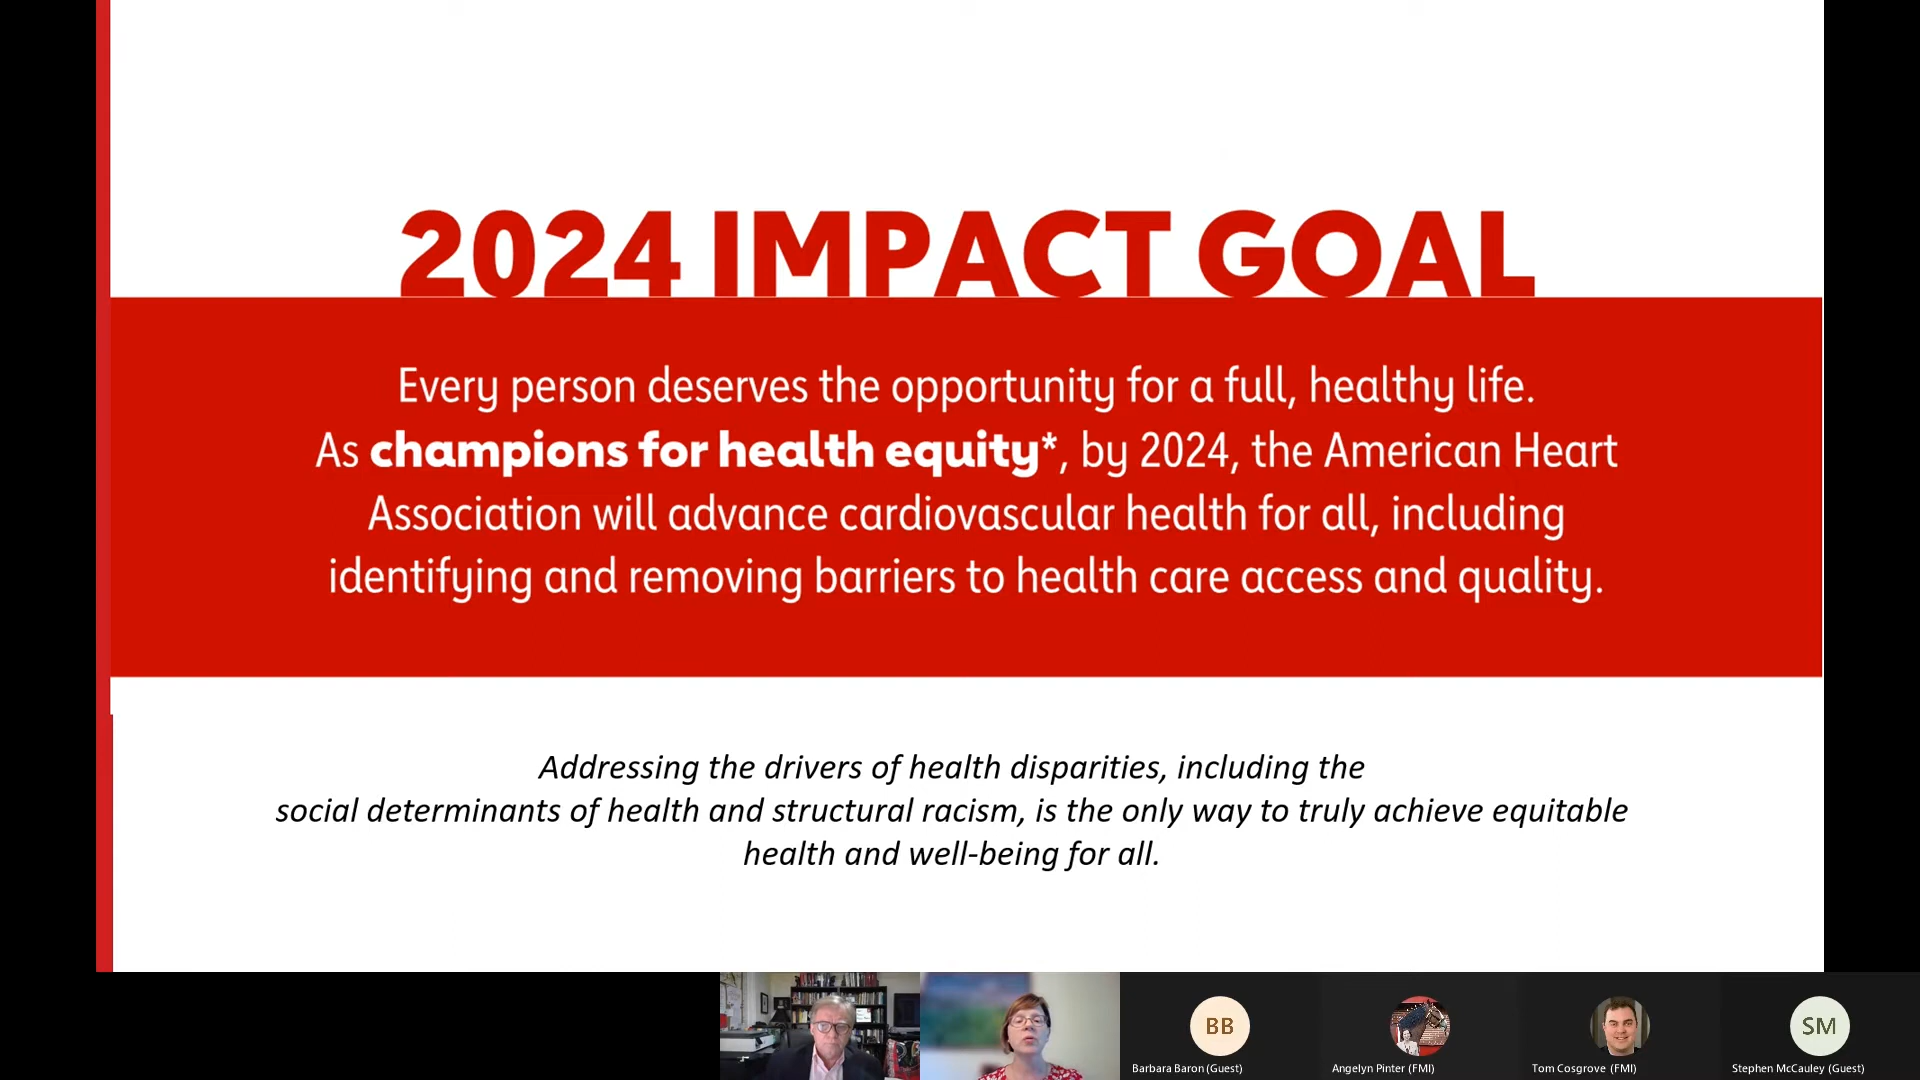 2024 IMPACT GOAL
Every person deserves the opportunity for a full, healthy life.
As champions for health equity*, by 2024, the American Heart
Association will advance cardiovascular health for all, including
identifying and removing barriers to health care access and quality.
Addressing the drivers of health disparities, including the
social determinants of health and structural racism, is the only way to truly achieve equitable
health and well-being for all.
BB
SM
Barbara Baron (Guest)
Angelyn Pinter (FMI)
Tom Cosgrove (FMI)
Stephen McCauley (Guest)